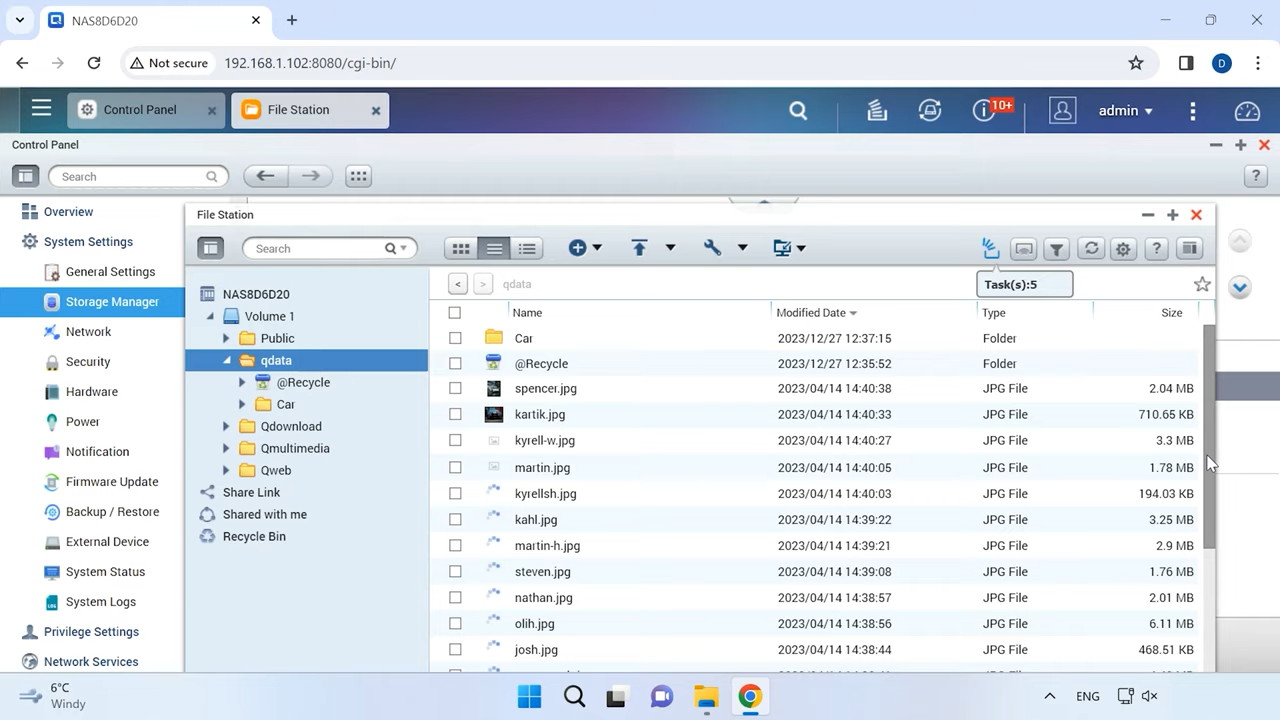 NAS8D6D20
Not secure 192.168.1.102:8080/cgi-bin/
D
Control Panel File Station 10+ admin
Control Panel
Search
Overview
System Settings
General Settings
Storage Manager
Network
Security
Hardware
Power
Notification
Firmware Update
Backup / Restore
External Device
System Status
System Logs
Privilege Settings
Network Services
File Station
Search
NAS8D6D20
Volume 1
Public
qdata
@Recycle
Car
Qdownload
Qmultimedia
Qweb
Share Link
Shared with me
Recycle Bin
< > qdata
Task(s):5
Name Modified Date Type Size
Car 2023/12/27 12:37:15 Folder
@Recycle 2023/12/27 12:35:52 Folder
spencer.jpg 2023/04/14 14:40:38 JPG File 2.04 MB
kartik.jpg 2023/04/14 14:40:33 JPG File 710.65 KB
kyrell-w.jpg 2023/04/14 14:40:27 JPG File 3.3 MB
martin.jpg 2023/04/14 14:40:05 JPG File 1.78 MB
kyrellsh.jpg 2023/04/14 14:40:03 JPG File 194.03 KB
kahl.jpg 2023/04/14 14:39:22 JPG File 3.25 MB
martin-h.jpg 2023/04/14 14:39:21 JPG File 2.9 MB
steven.jpg 2023/04/14 14:39:08 JPG File 1.76 MB
nathan.jpg 2023/04/14 14:38:57 JPG File 2.01 MB
olih.jpg 2023/04/14 14:38:56 JPG File 6.11 MB
josh.jpg 2023/04/14 14:38:44 JPG File 468.51 KB
6°C
Windy
ENG